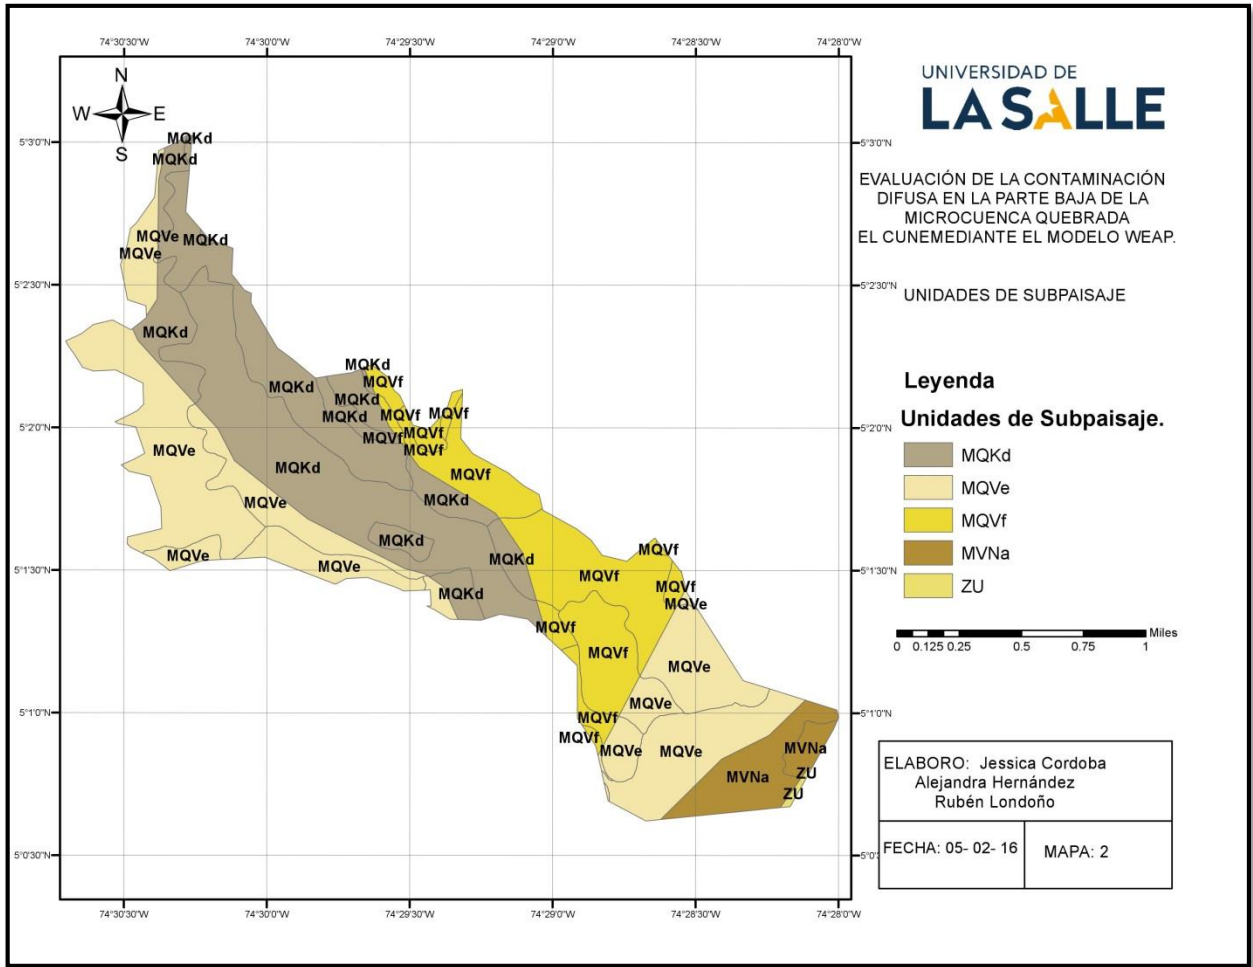 74°30'30"W 74°30'0"W 74°29'30"W 74°29'0"W 74°28'30"W 74°28'0"W
N
W E
S
5°3'0"N
5°2'30"N
5°2'0"N
5°1'30"N
5°1'0"N
5°0'30"N
MQKd
MQKd
MQVe
MQKd
MQVe
MQKd
MQKd
MQKd
MQVf
MQKd
MQKd
MQVf
MQVf
MQVf
MQVf
MQVf
MQVe
MQKd
MQVf
MQVe
MQKd
MQKd
MQVe
MQVe
MQKd
MQKd
MQVf
MQVf
MQVf
MQVe
MQVf
MQVf
MQVe
MQVe
MQVf
MQVf
MQVe
MQVe
MVNa
MVNa
ZU
ZU
5°3'0"N
5°2'30"N
5°2'0"N
5°1'30"N
5°1'0"N
5°0'
74°30'30"W 74°30'0"W 74°29'30"W 74°29'0"W 74°28'30"W 74°28'0"W
UNIVERSIDAD DE
LA SALLE
EVALUACIÓN DE LA CONTAMINACIÓN
DIFUSA EN LA PARTE BAJA DE LA
MICROCUENCA QUEBRADA
EL CUNEMEDIANTE EL MODELO WEAP.
UNIDADES DE SUBPAISAJE
Leyenda
Unidades de Subpaisaje.
MQKd
MQVe
MQVf
MVNa
ZU
Miles
0 0.125 0.25 0.5 0.75 1
ELABORO: Jessica Cordoba
Alejandra Hernández
Rubén Londoño
FECHA: 05- 02- 16
MAPA: 2